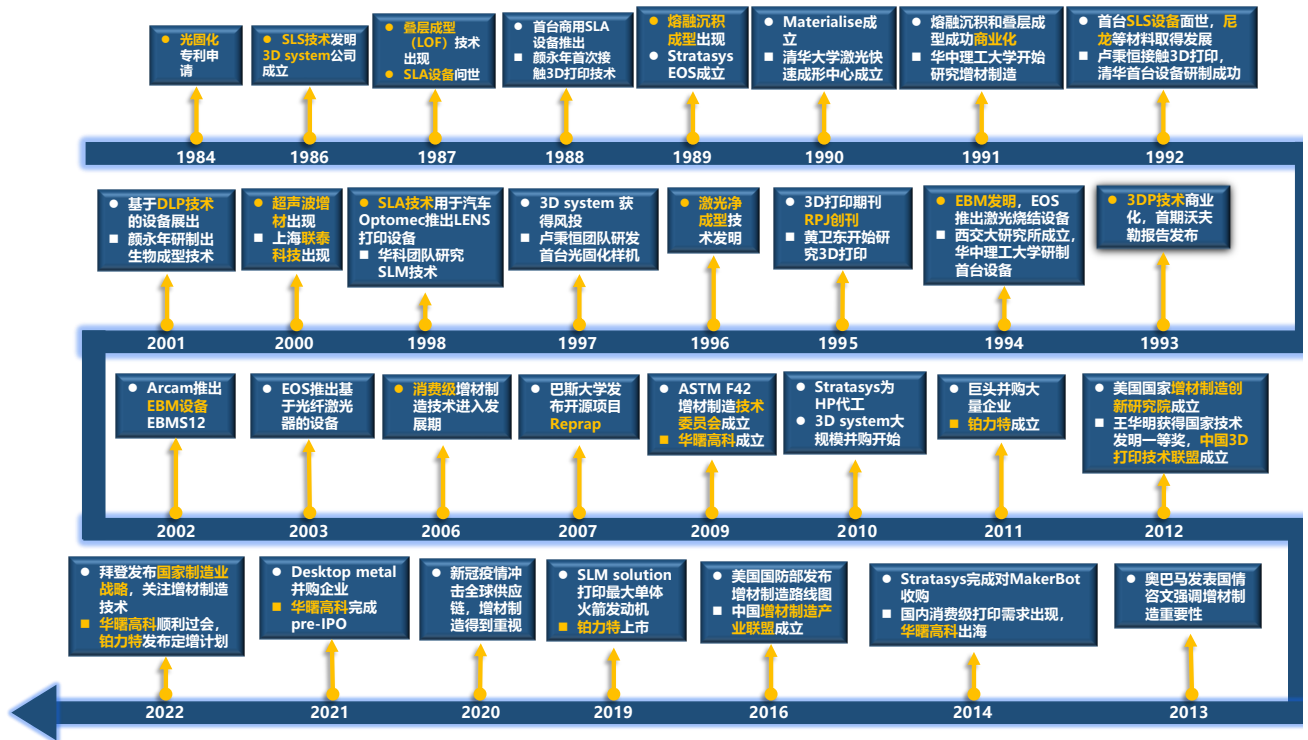 ● 光固化
专利申
请
● SLS技术发明
3D system公司
成立
● 叠层成型
（LOF）技术
出现
● SLA设备问世
● 首台商用SLA
设备推出
■ 颜永年首次接
触3D打印技术
● 熔融沉积
成型出现
● Stratasys
EOS成立
● Materialise成
立
■ 清华大学激光快
速成形中心成立
● 熔融沉积和叠层成
型成功商业化
■ 华中理工大学开始
研究增材制造
● 首台SLS设备面世，尼
龙等材料取得发展
■ 卢秉恒接触3D打印，
清华首台设备研制成功
1984
1986
1987
1988
1989
1990
1991
1992
● 基于DLP技术
的设备展出
■ 颜永年研制出
生物成型技术
● 超声波增
材出现
■ 上海联泰
科技出现
● SLA技术用于汽车
Optomec推出LENS
打印设备
■ 华科团队研究
SLM技术
● 3D system 获
得风投
■ 卢秉恒团队研发
首台光固化样机
● 激光净
成型技
术发明
● 3D打印期刊
RPJ创刊
■ 黄卫东开始研
究3D打印
● EBM发明，EOS
推出激光烧结设备
■ 西交大研究所成立，
华中理工大学研制
首台设备
● 3DP技术商业
化，首期沃夫
勒报告发布
2001
2000
1998
1997
1996
1995
1994
1993
● Arcam推出
EBM设备
EBMS12
● EOS推出基
于光纤激光
器的设备
● 消费级增材制
造技术进入发
展期
● 巴斯大学发
布开源项目
Reprap
● ASTM F42
增材制造技术
委员会成立
■ 华曙高科成立
● Stratasys为
HP代工
● 3D system大
规模并购开始
● 巨头并购大
量企业
■ 铂力特成立
● 美国国家增材制造创
新研究院成立
■ 王华明获得国家技术
发明一等奖，中国3D
打印技术联盟成立
2002
2003
2006
2007
2009
2010
2011
2012
● 拜登发布国家制造业
战略，关注增材制造
技术
■ 华曙高科顺利过会，
铂力特发布定增计划
● Desktop metal
并购企业
■ 华曙高科完成
pre-IPO
● 新冠疫情冲
击全球供应
链，增材制
造得到重视
● SLM solution
打印最大单体
火箭发动机
■ 铂力特上市
● 美国国防部发布
增材制造路线图
■ 中国增材制造产
业联盟成立
● Stratasys完成对MakerBot
收购
■ 国内消费级打印需求出现，
华曙高科出海
● 奥巴马发表国情
咨文强调增材制
造重要性
2022
2021
2020
2019
2016
2014
2013